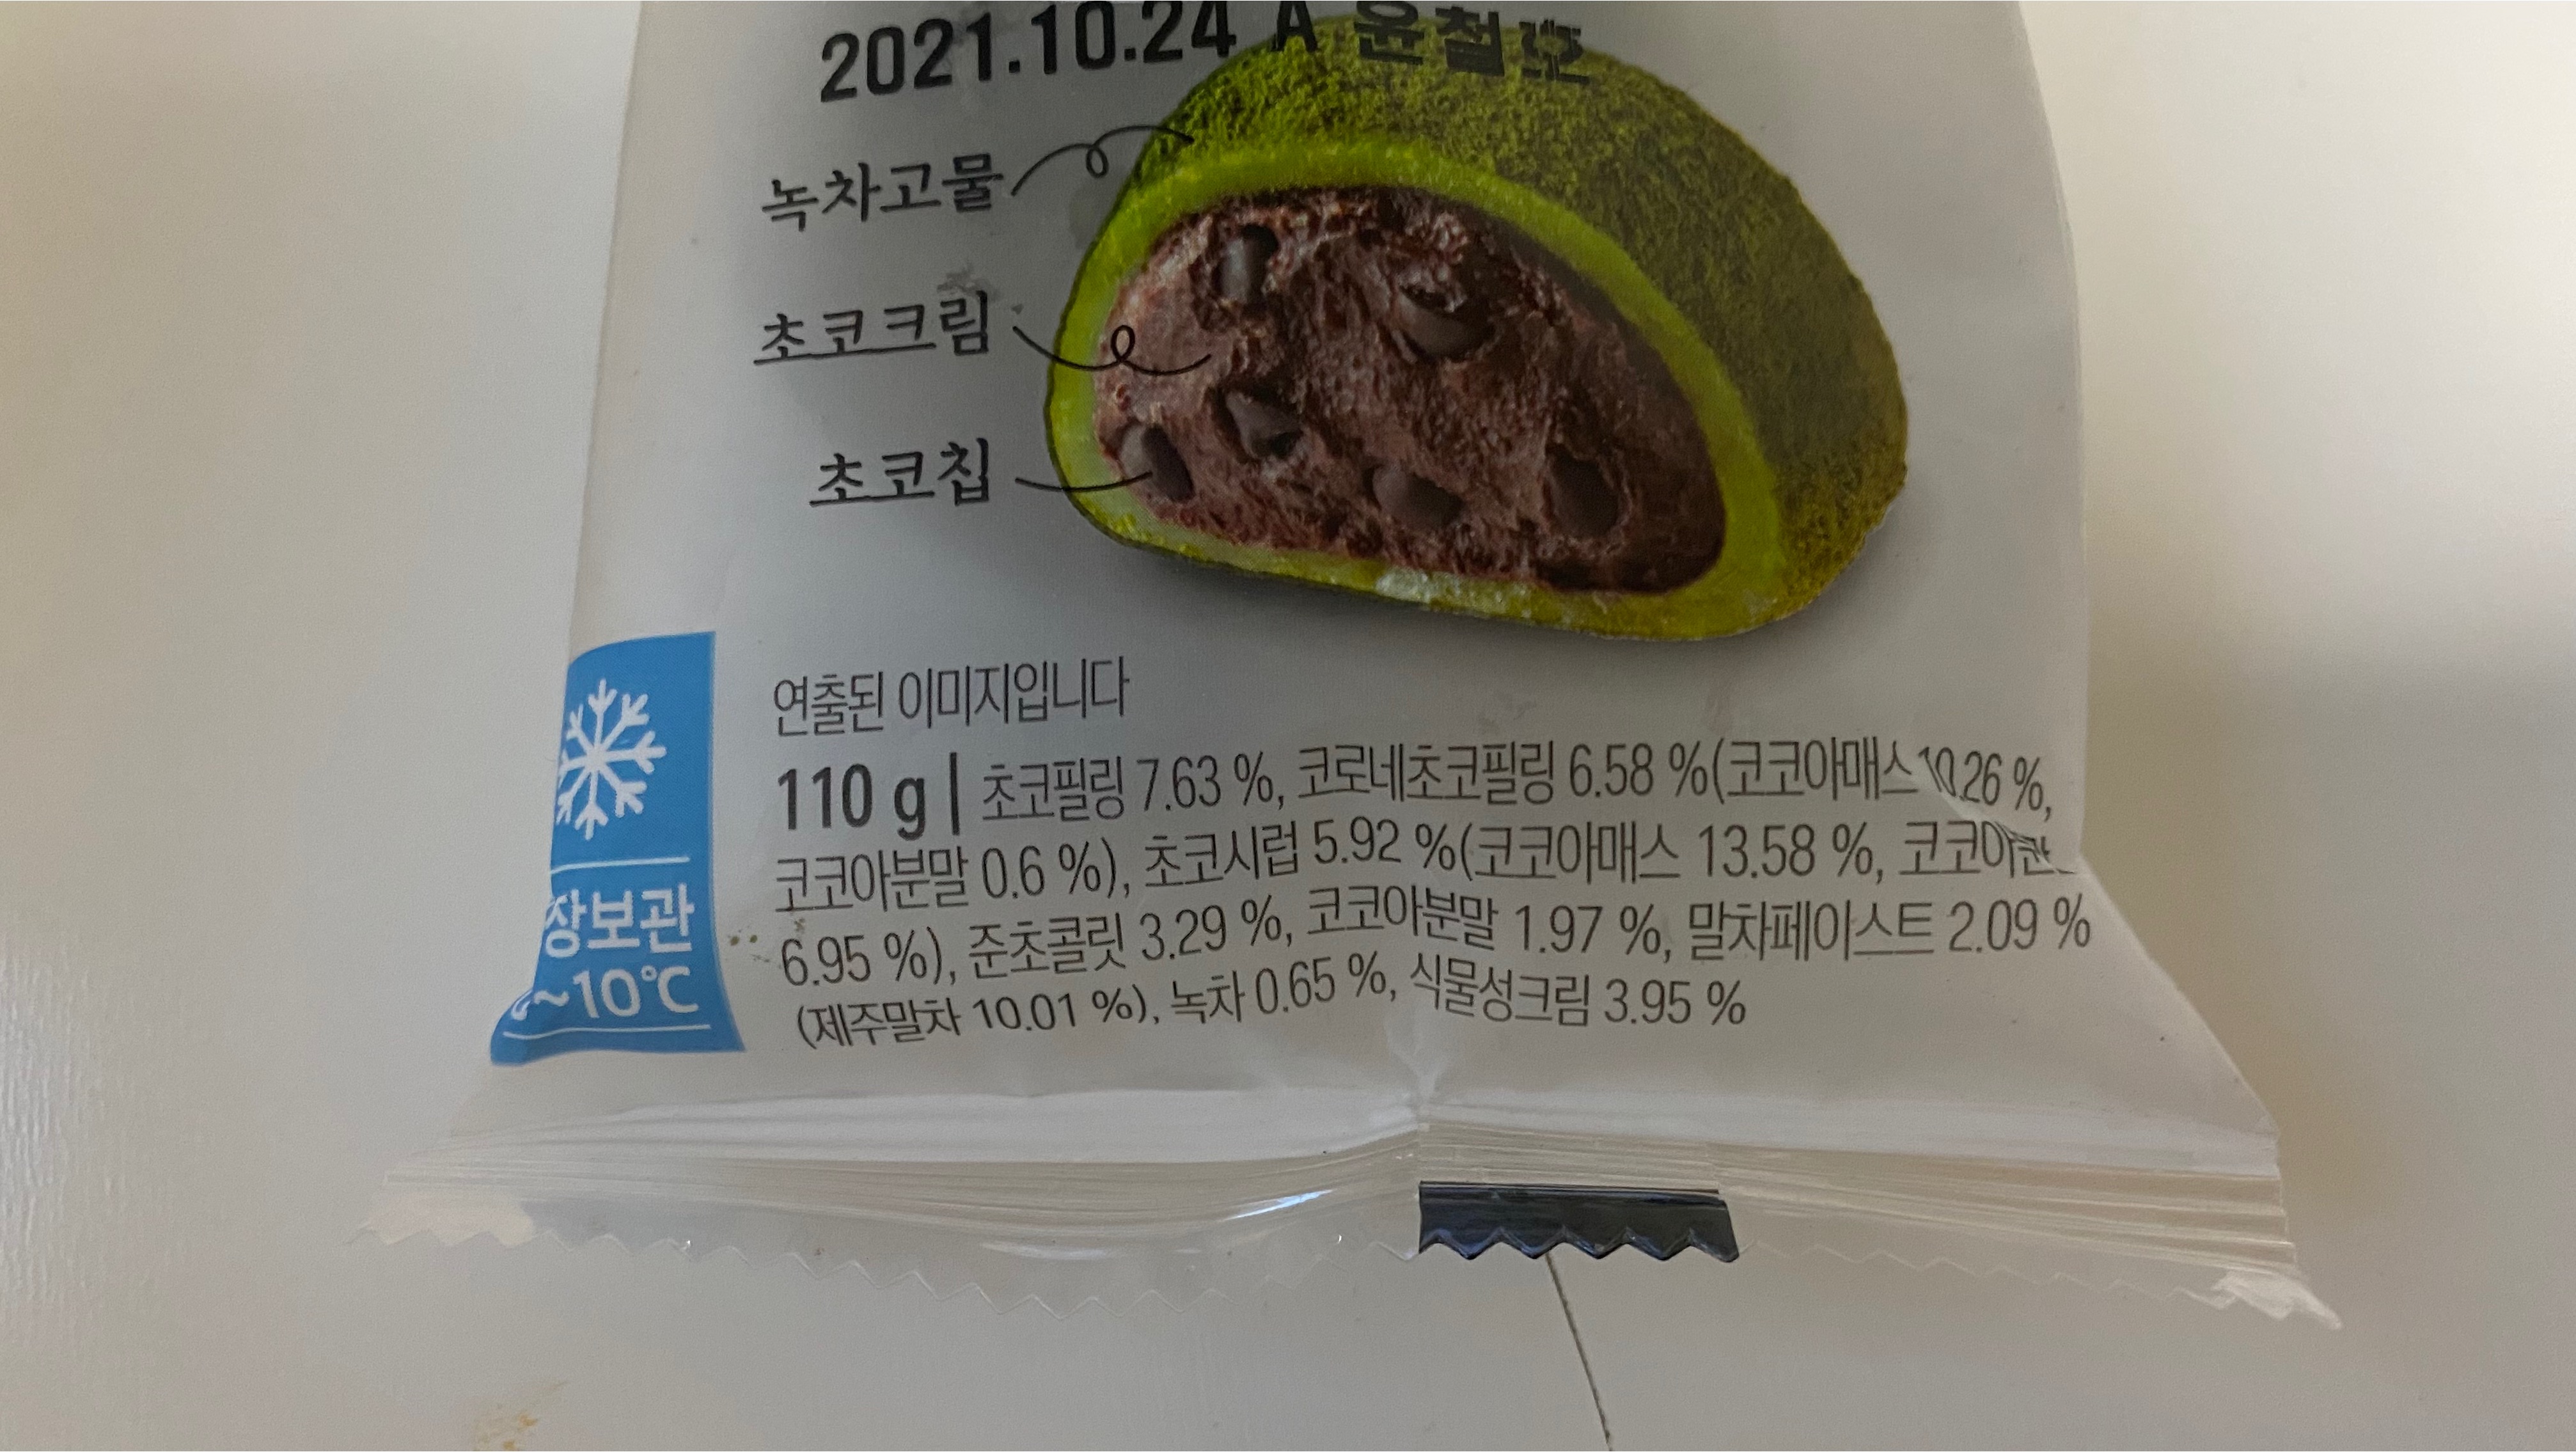 2021.10.24 A 윤철호
녹차고물
초코크림
초코칩
연출된 이미지입니다
110 g | 초코필링 7.63 %, 코로네초코필링 6.58 %(코코아매스 10.26 %,
코코아분말 0.6 %), 초코시럽 5.92 %(코코아매스 13.58 %,
6.95 %), 준초콜릿 3.29 %, 코코아분말 1.97 %, 말차페이스트 2.09 %
(제주말차 10.01 %), 녹차 0.65 %, 식물성크림 3.95 %
장보관
~10℃